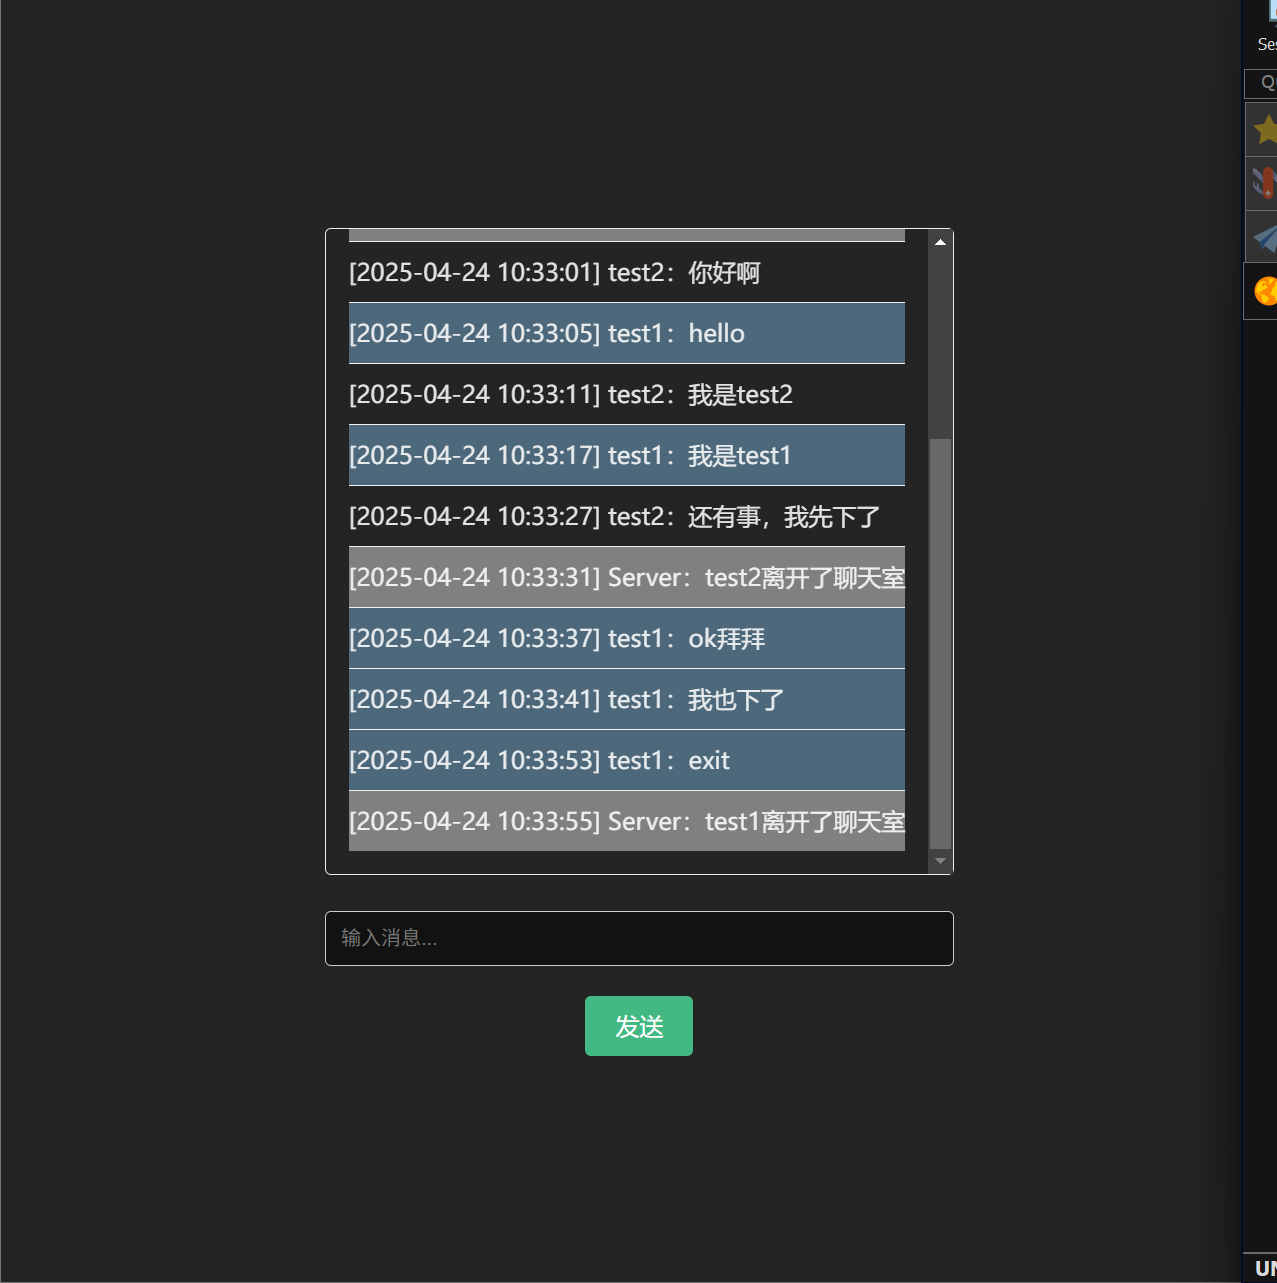 [2025-04-24 10:33:01] test2：你好啊
[2025-04-24 10:33:05] test1：hello
[2025-04-24 10:33:11] test2：我是test2
[2025-04-24 10:33:17] test1：我是test1
[2025-04-24 10:33:27] test2：还有事，我先下了
[2025-04-24 10:33:31] Server：test2离开了聊天室
[2025-04-24 10:33:37] test1：ok拜拜
[2025-04-24 10:33:41] test1：我也下了
[2025-04-24 10:33:53] test1：exit
[2025-04-24 10:33:55] Server：test1离开了聊天室
输入消息...
发送